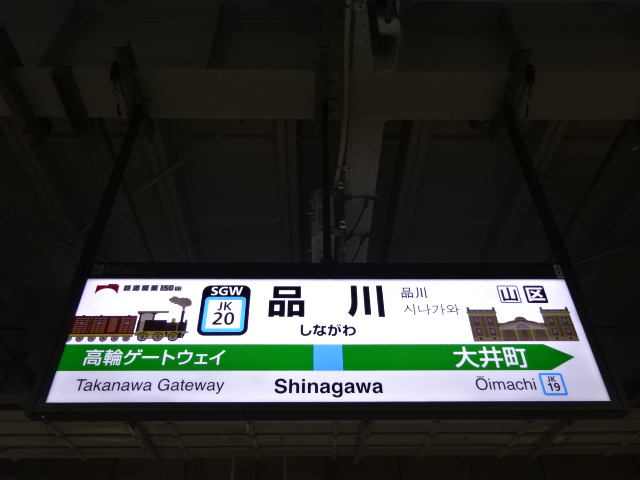 鉄道開業150th
SGW
JK
20
品川
しながわ
品川
시나가와
山区
高輪ゲートウェイ
大井町
Takanawa Gateway
Shinagawa
Ōimachi
JK
19